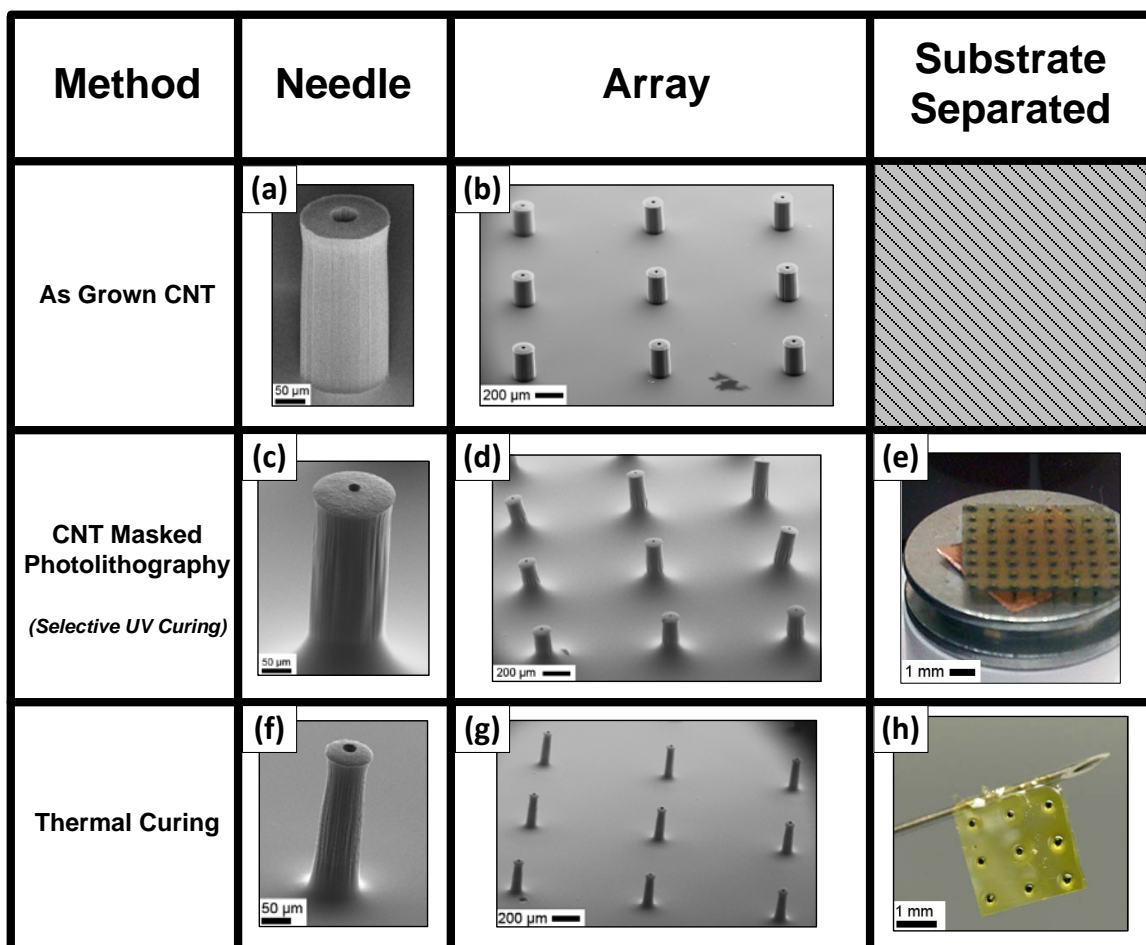 Method
Needle
Array
Substrate
Separated
As Grown CNT
(a)
50 µm
(b)
200 µm
CNT Masked
Photolithography
(Selective UV Curing)
(c)
50 µm
(d)
200 µm
(e)
1 mm
Thermal Curing
(f)
50 µm
(g)
200 µm
(h)
1 mm